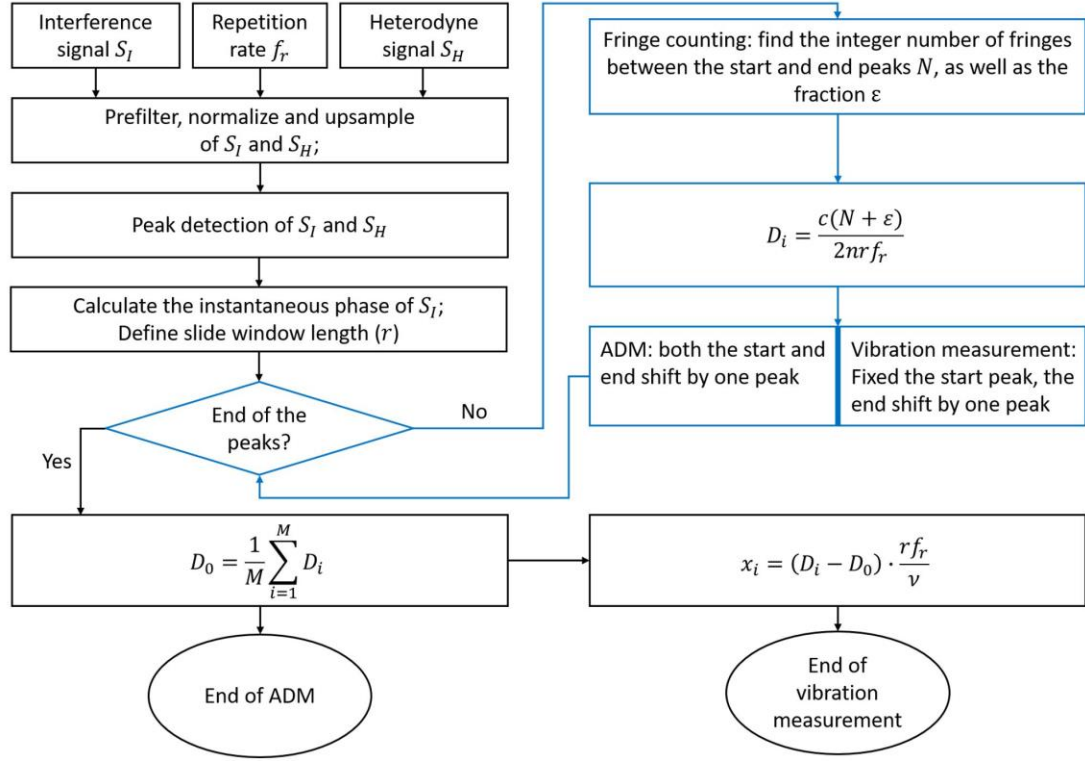 Interference
signal S_I
Repetition
rate f_r
Heterodyne
signal S_H
Prefilter, normalize and upsample
of S_I and S_H;
Peak detection of S_I and S_H
Calculate the instantaneous phase of S_I;
Define slide window length (r)
End of the
peaks?
No
Yes
Fringe counting: find the integer number of fringes
between the start and end peaks N, as well as the
fraction ε
D_i = c(N + ε) / 2nrf_r
ADM: both the start and
end shift by one peak
Vibration measurement:
Fixed the start peak, the
end shift by one peak
D_0 = 1/M ∑_{i=1}^{M} D_i
x_i = (D_i − D_0) · rf_r / ν
End of ADM
End of
vibration
measurement